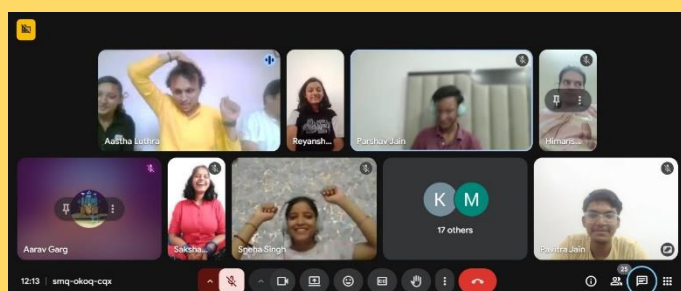 Aastha Luthra
Reyansh...
Parshav Jain
Himans...
Aarav Garg
Saksha...
Sneha Singh
K M
17 others
Pavitra Jain
12:13 | smq-okoq-cqx
25